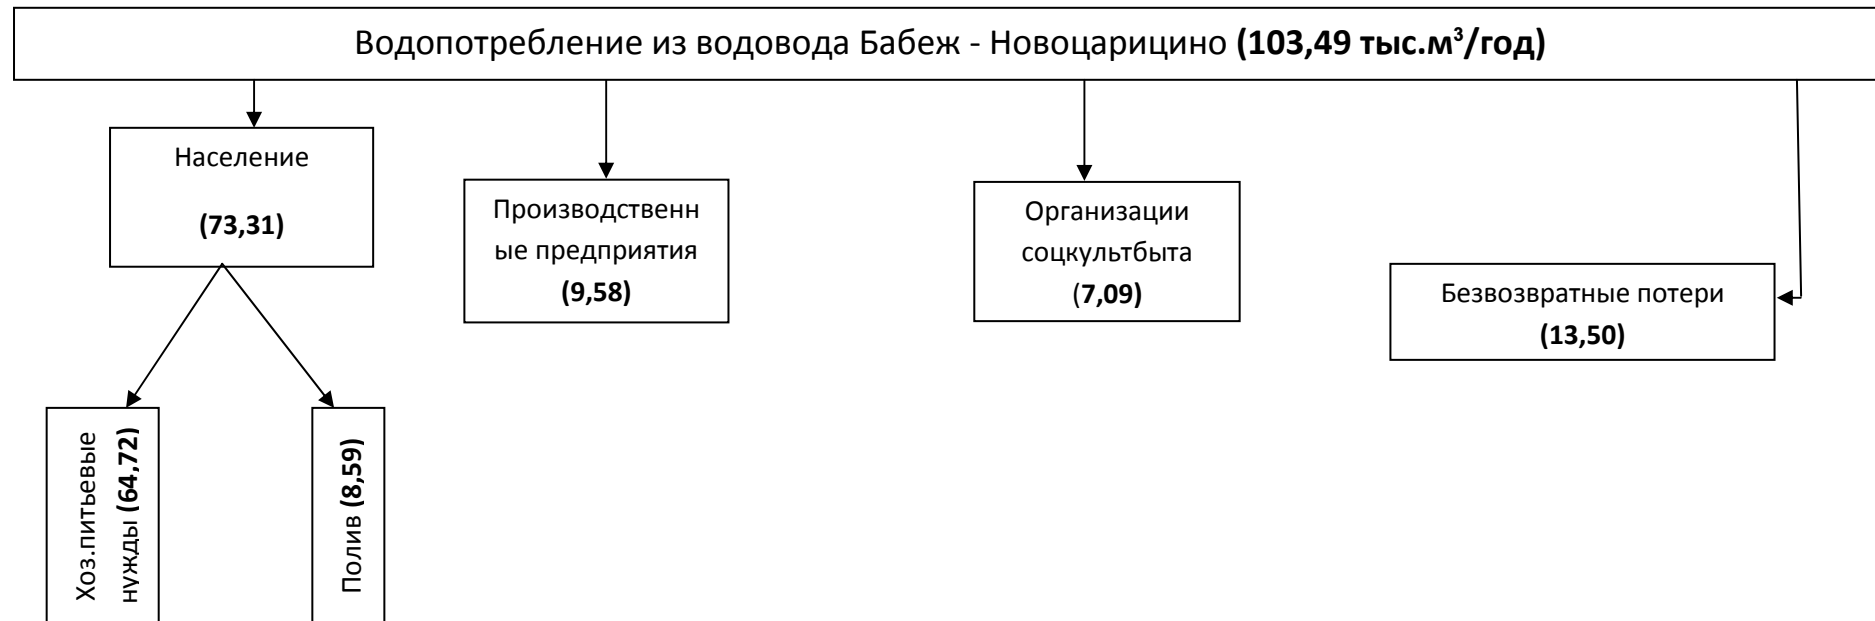 Водопотребление из водовода Бабеж - Новоцарицино (103,49 тыс.м³/год)
Население
(73,31)
Производственн
ые предприятия
(9,58)
Организации
соцкультбыта
(7,09)
Безвозвратные потери
(13,50)
Хоз.питьевые
нужды (64,72)
Полив (8,59)